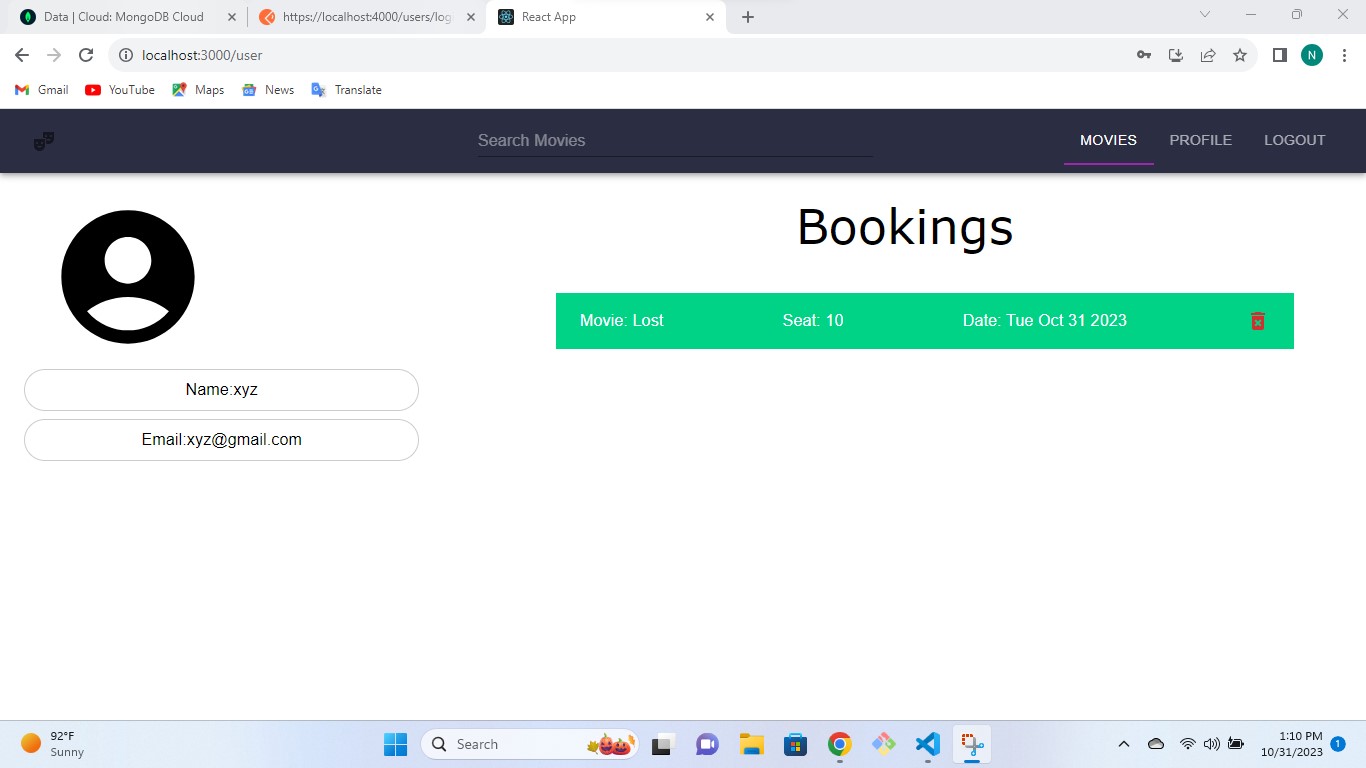 Data | Cloud: MongoDB Cloud
https://localhost:4000/users/log
React App
localhost:3000/user
N
Gmail
YouTube
Maps
News
Translate
Search Movies
MOVIES
PROFILE
LOGOUT
Bookings
Movie: Lost
Seat: 10
Date: Tue Oct 31 2023
Name:xyz
Email:xyz@gmail.com
92°F
Sunny
Search
1:10 PM
10/31/2023
1